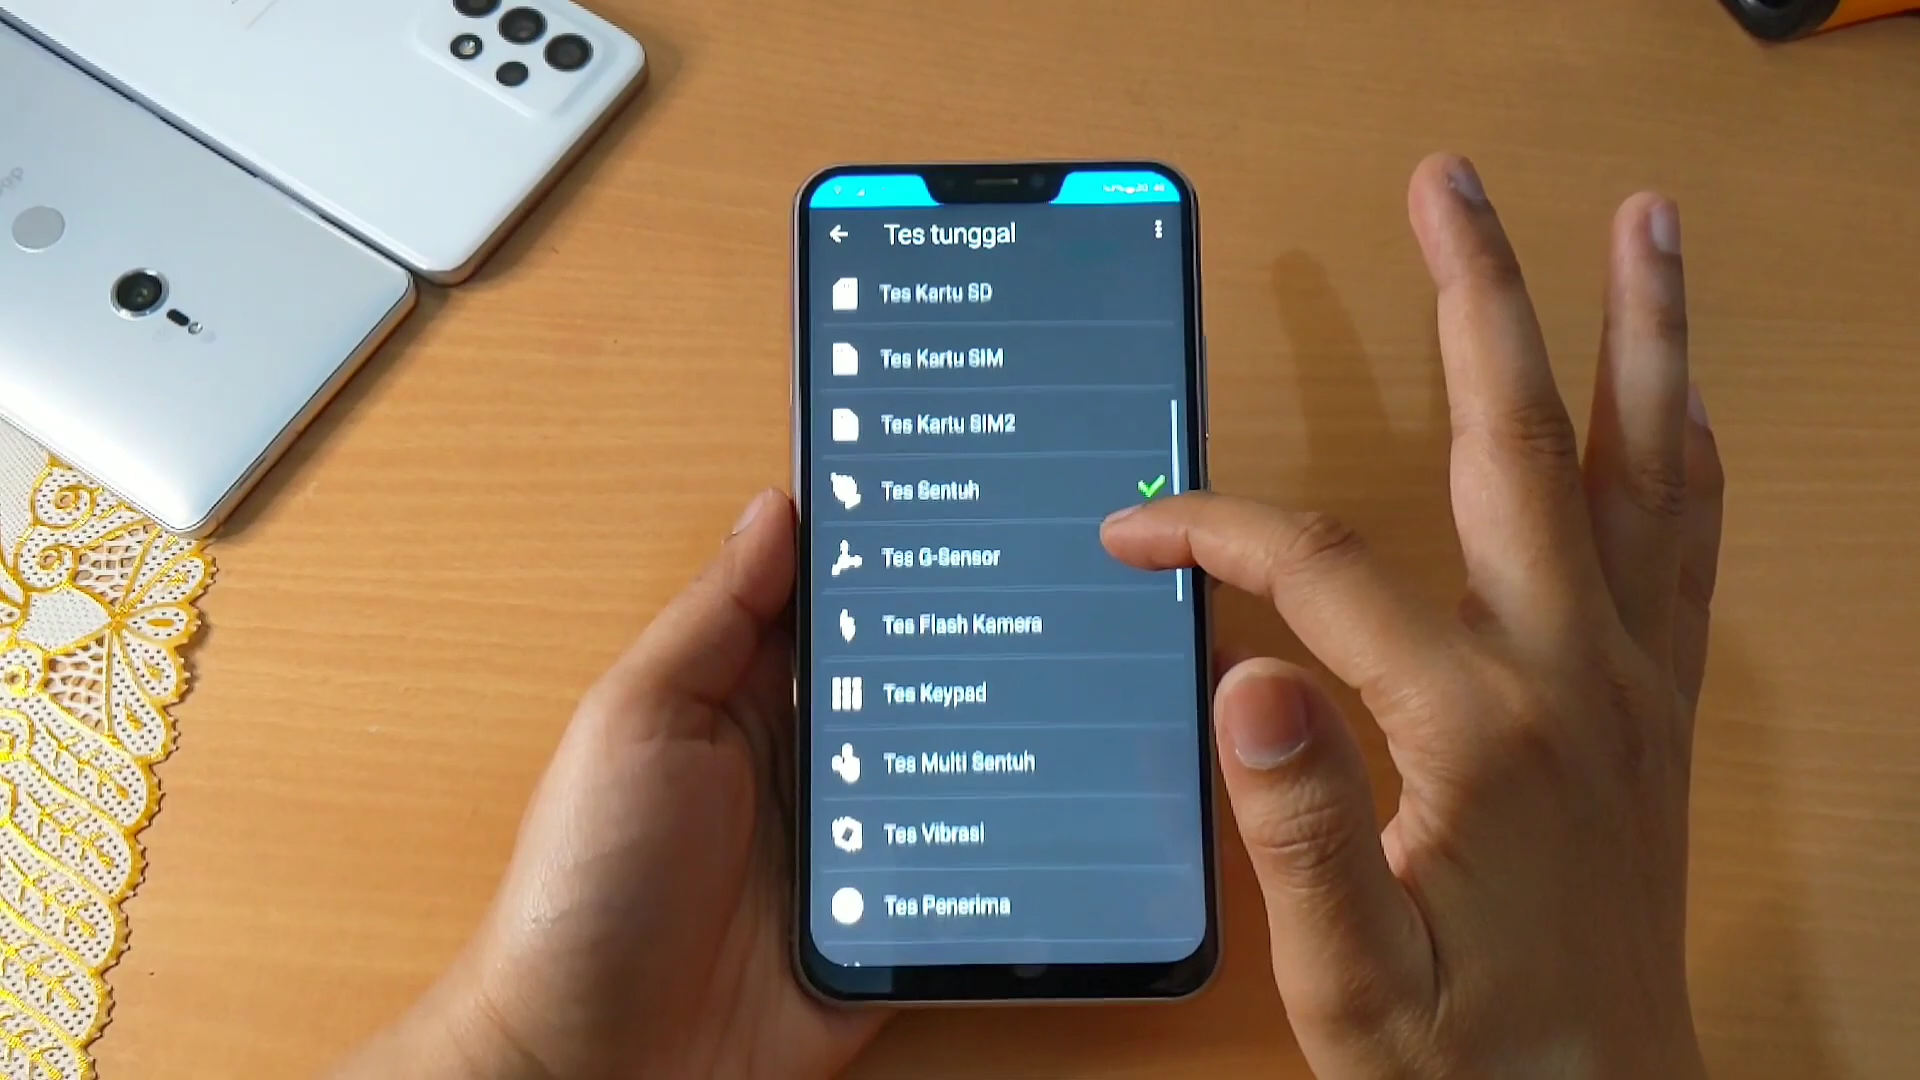 Tes tunggal
Tes Kartu SD
Tes Kartu SIM
Tes Kartu SIM2
Tes Sentuh
Tes G-Sensor
Tes Flash Kamera
Tes Keypad
Tes Multi Sentuh
Tes Vibrasi
Tes Penerima